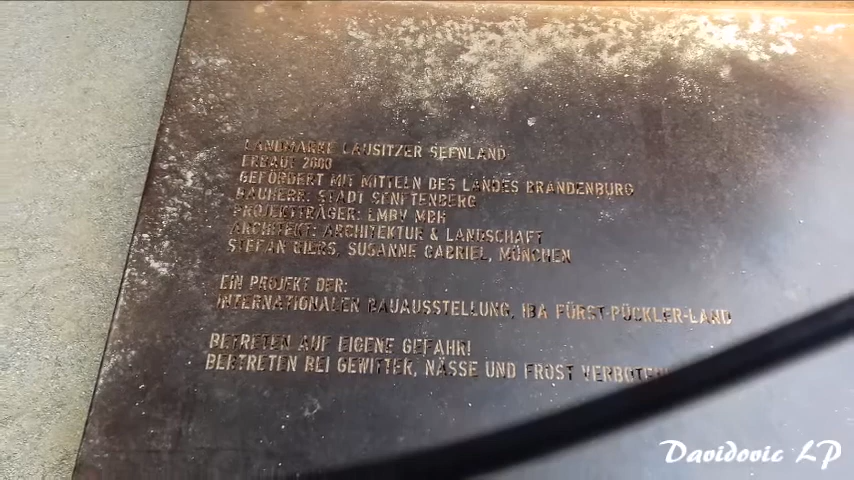 LANDMARKE LAUSITZER SEENLAND
ERBAUT 2008
GEFÖRDERT MIT MITTELN DES LANDES BRANDENBURG
BAUHERR: STADT SENFTENBERG
PROJEKTTRÄGER: LMBV MBH
ARCHITEKT: ARCHITEKTUR & LANDSCHAFT
STEFAN GIERS, SUSANNE GABRIEL, MÜNCHEN
EIN PROJEKT DER
INTERNATIONALEN BAUAUSSTELLUNG, IBA FÜRST-PÜCKLER-LAND
BETRETEN AUF EIGENE GEFAHR
BETRETEN BEI GEWITTER, NÄSSE UND FROST VERBOTEN
Davidovic LP